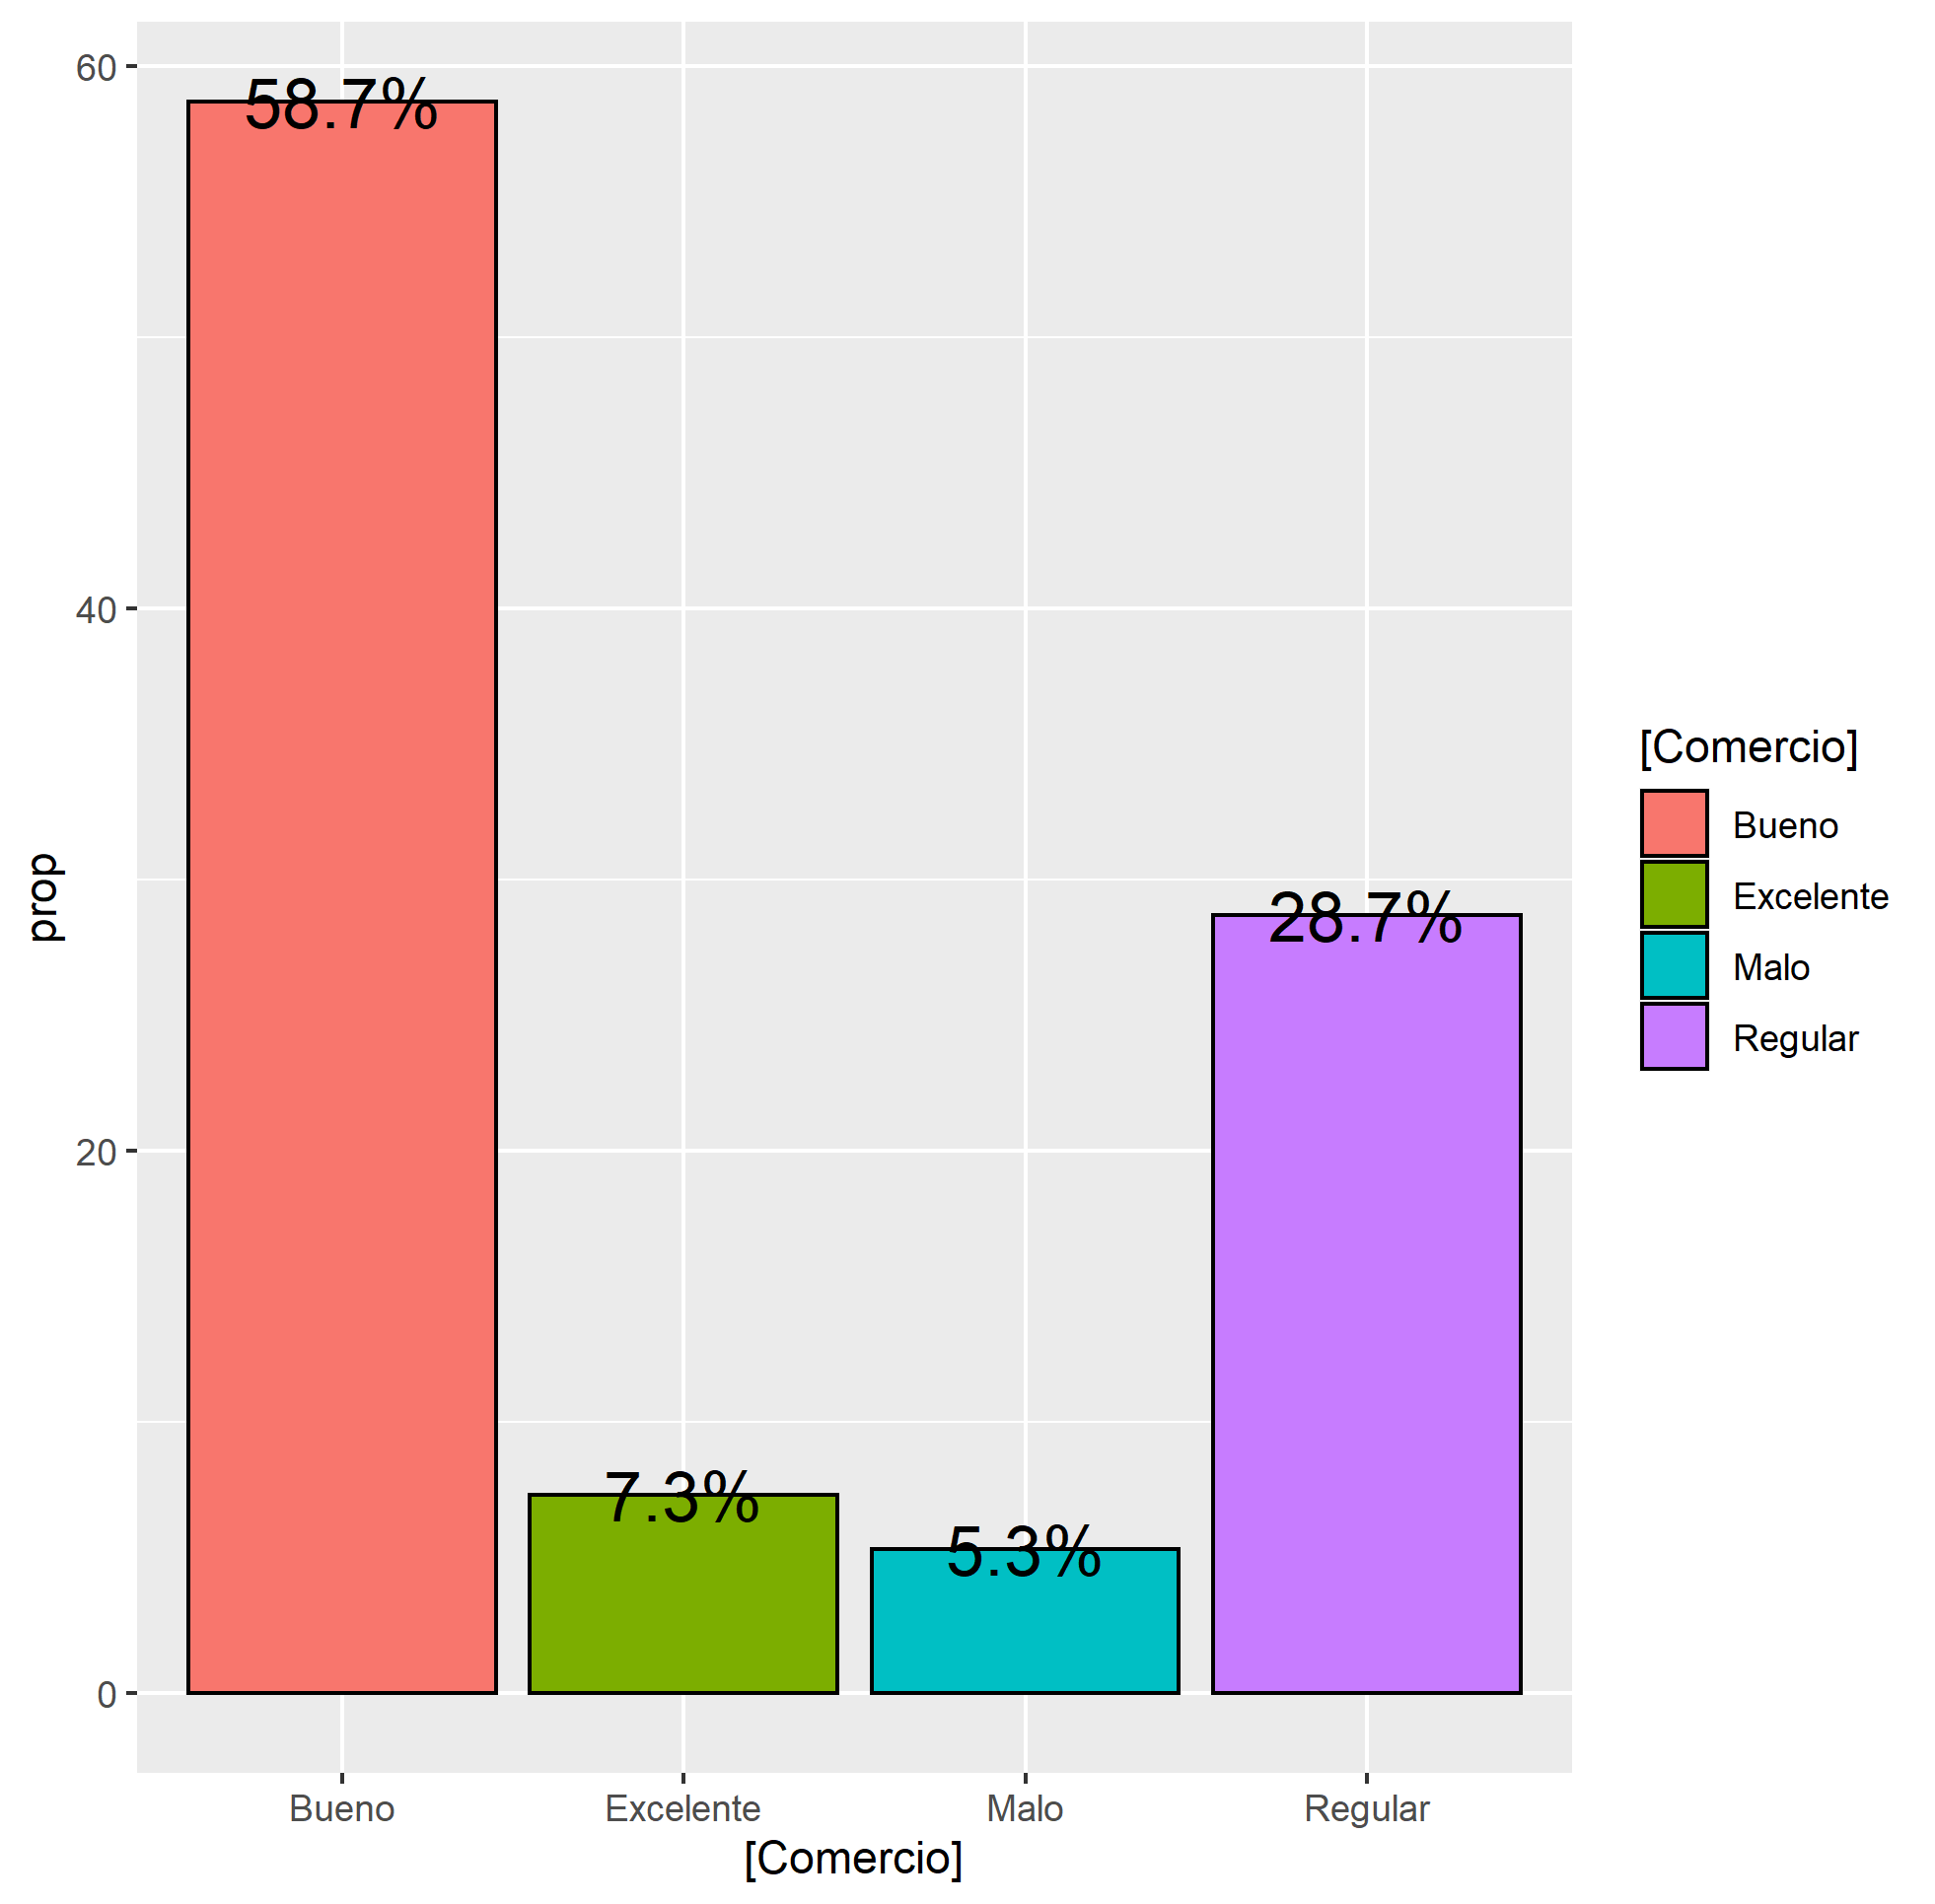 60
58.7%
40
prop
28.7%
20
7.3%
5.3%
0
Bueno
Excelente
Malo
Regular
[Comercio]
[Comercio]
Bueno
Excelente
Malo
Regular